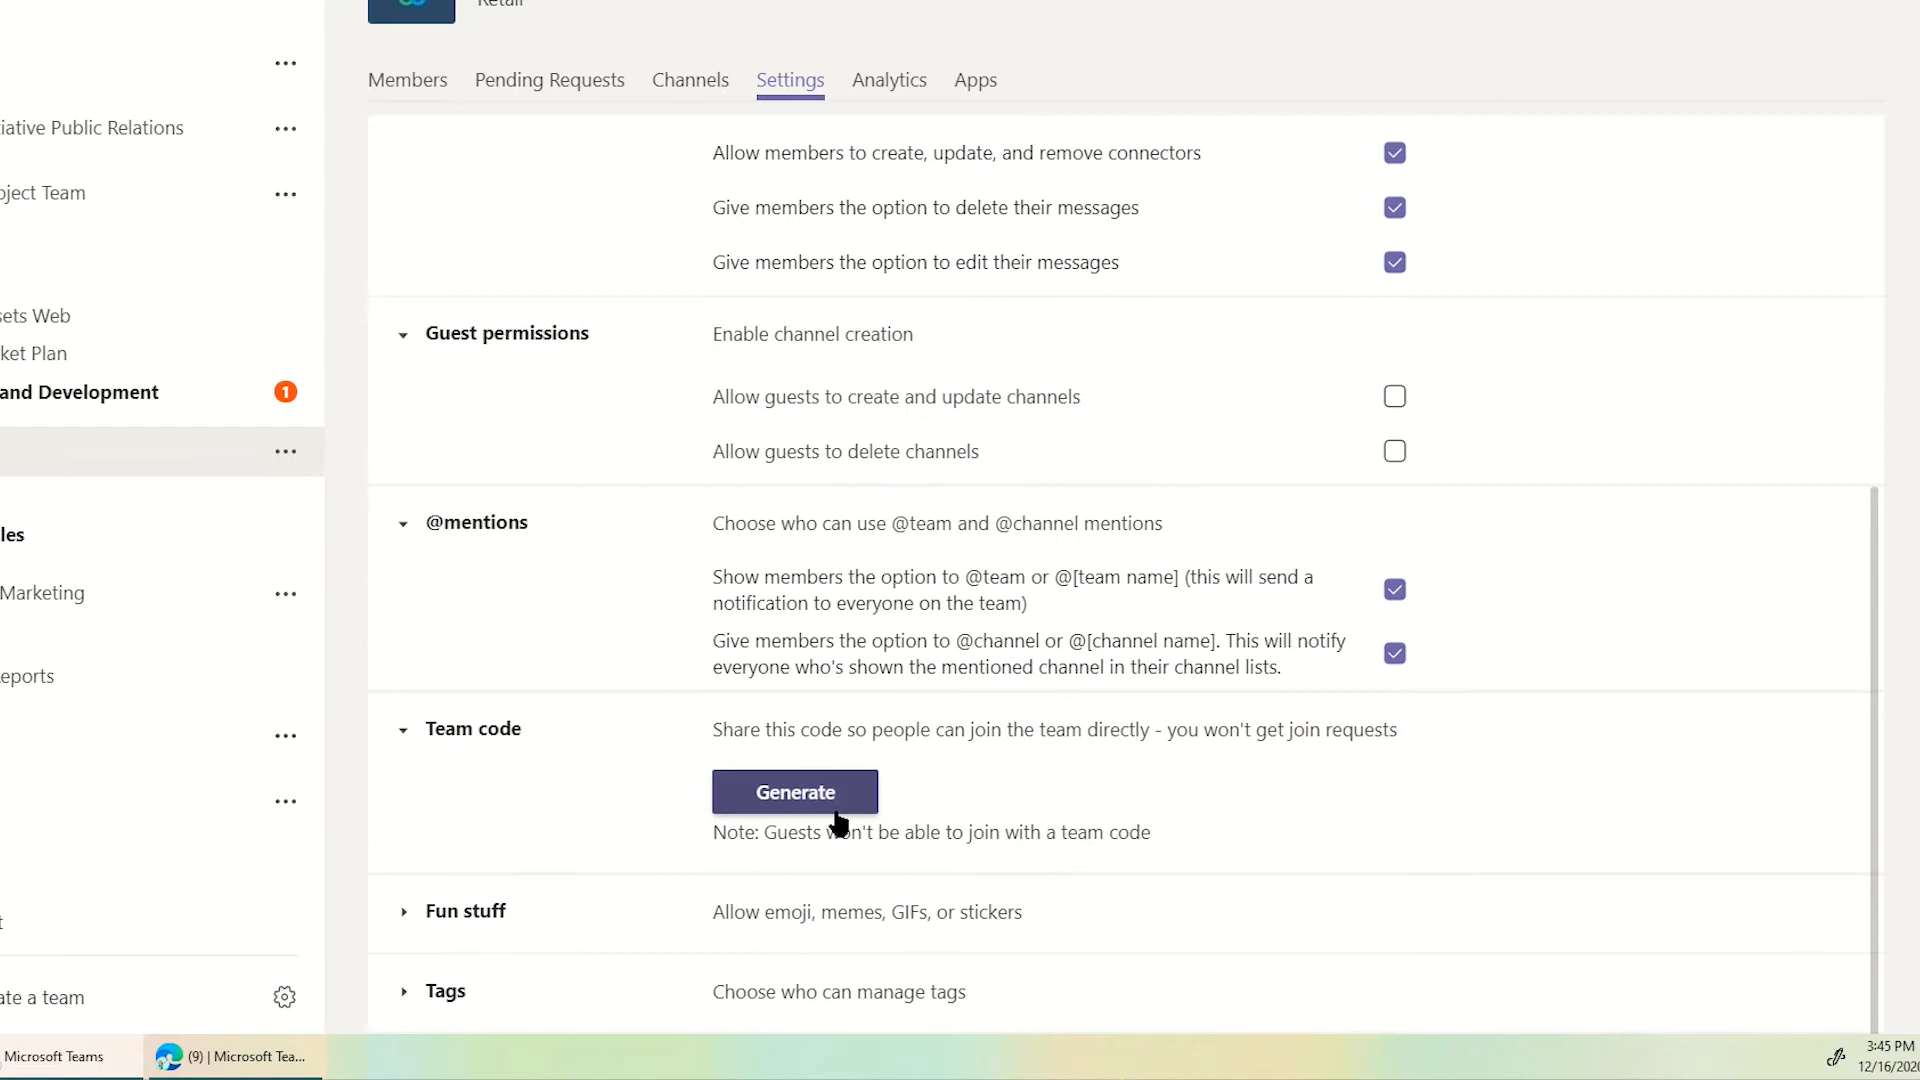 Retail
Members Pending Requests Channels Settings Analytics Apps
iative Public Relations
ject Team
sets Web
ket Plan
and Development 1
les
Marketing
eports
t
ate a team
Allow members to create, update, and remove connectors
Give members the option to delete their messages
Give members the option to edit their messages
Guest permissions Enable channel creation
Allow guests to create and update channels
Allow guests to delete channels
@mentions Choose who can use @team and @channel mentions
Show members the option to @team or @[team name] (this will send a
notification to everyone on the team)
Give members the option to @channel or @[channel name]. This will notify
everyone who's shown the mentioned channel in their channel lists.
Team code Share this code so people can join the team directly - you won't get join requests
Generate
Note: Guests won't be able to join with a team code
Fun stuff Allow emoji, memes, GIFs, or stickers
Tags Choose who can manage tags
Microsoft Teams (9) | Microsoft Tea... 3:45 PM
12/16/2020